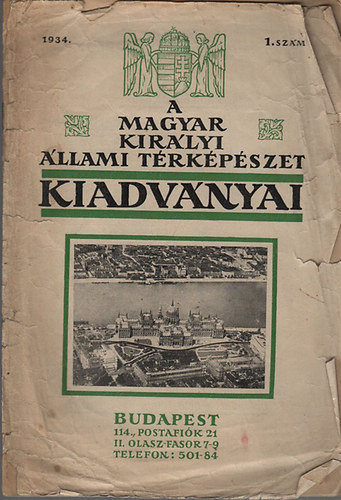 1934.
1. SZÁM
A
MAGYAR
KIRÁLYI
ÁLLAMI TÉRKÉPÉSZET
KIADVÁNYAI
BUDAPEST
114., POSTAFIÓK 21
II. OLASZ-FASOR 7-9
TELEFON.: 501-84